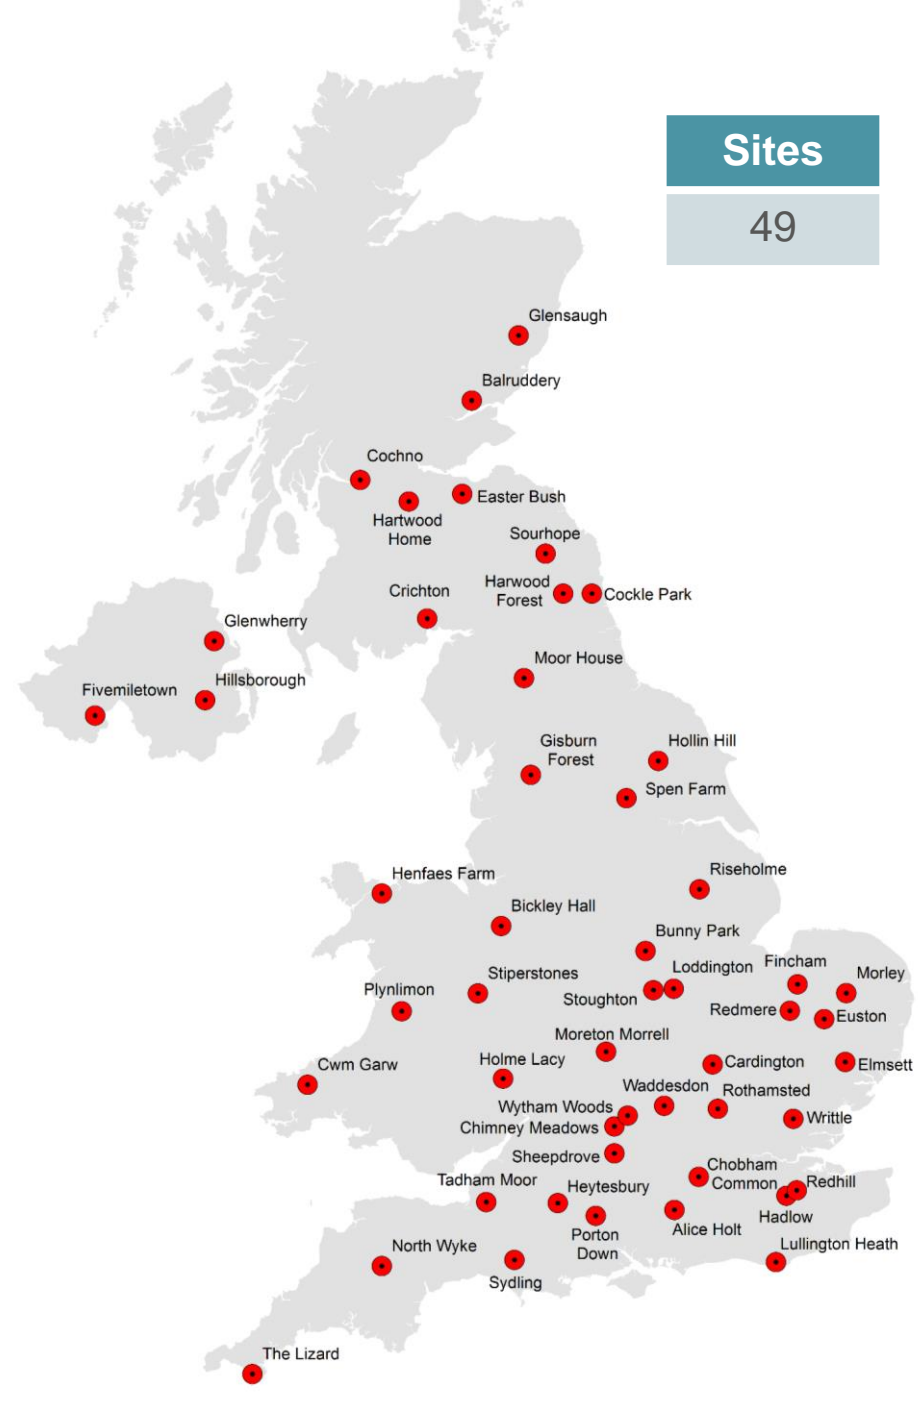 Sites
49
Glensaugh
Balruddery
Cochno
Easter Bush
Hartwood
Home
Sourhope
Harwood
Forest
Cockle Park
Crichton
Glenwherry
Moor House
Hillsborough
Fivemiletown
Gisburn
Forest
Hollin Hill
Spen Farm
Henfaes Farm
Riseholme
Bickley Hall
Bunny Park
Loddington
Fincham
Morley
Stiperstones
Plynlimon
Stoughton
Redmere
Euston
Moreton Morrell
Holme Lacy
Cardington
Elmsett
Cwm Garw
Waddesdon
Rothamsted
Wytham Woods
Writtle
Chimney Meadows
Sheepdrove
Chobham
Common
Redhill
Tadham Moor
Heytesbury
Hadlow
Alice Holt
Porton
Down
North Wyke
Lullington Heath
Sydling
The Lizard